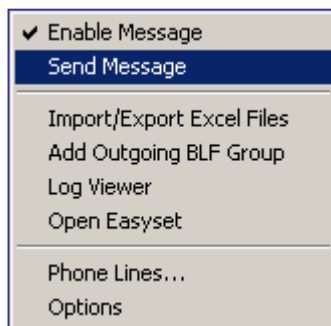 Enable Message
Send Message
Import/Export Excel Files
Add Outgoing BLF Group
Log Viewer
Open Easyset
Phone Lines...
Options